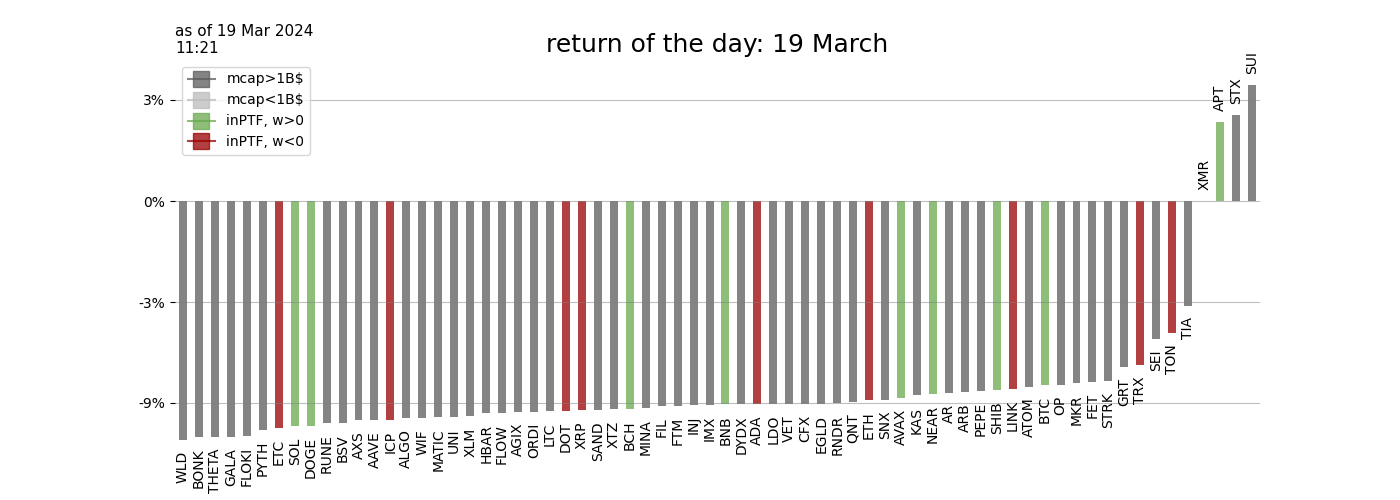 as of 19 Mar 2024
11:21
return of the day: 19 March
mcap>1B$
mcap<1B$
inPTF, w>0
inPTF, w<0
3%
0%
-3%
-9%
WLD
BONK
THETA
GALA
FLOKI
PYTH
ETC
SOL
DOGE
RUNE
BSV
AXS
AAVE
ICP
ALGO
WIF
MATIC
UNI
XLM
HBAR
FLOW
AGIX
ORDI
LTC
DOT
XRP
SAND
XTZ
BCH
MINA
FIL
FTM
INJ
IMX
BNB
DYDX
ADA
LDO
VET
CFX
EGLD
RNDR
QNT
ETH
SNX
AVAX
KAS
NEAR
AR
ARB
PEPE
SHIB
LINK
ATOM
BTC
OP
MKR
FET
STRK
GRT
TRX
SEI
TON
TIA
XMR
APT
STX
SUI